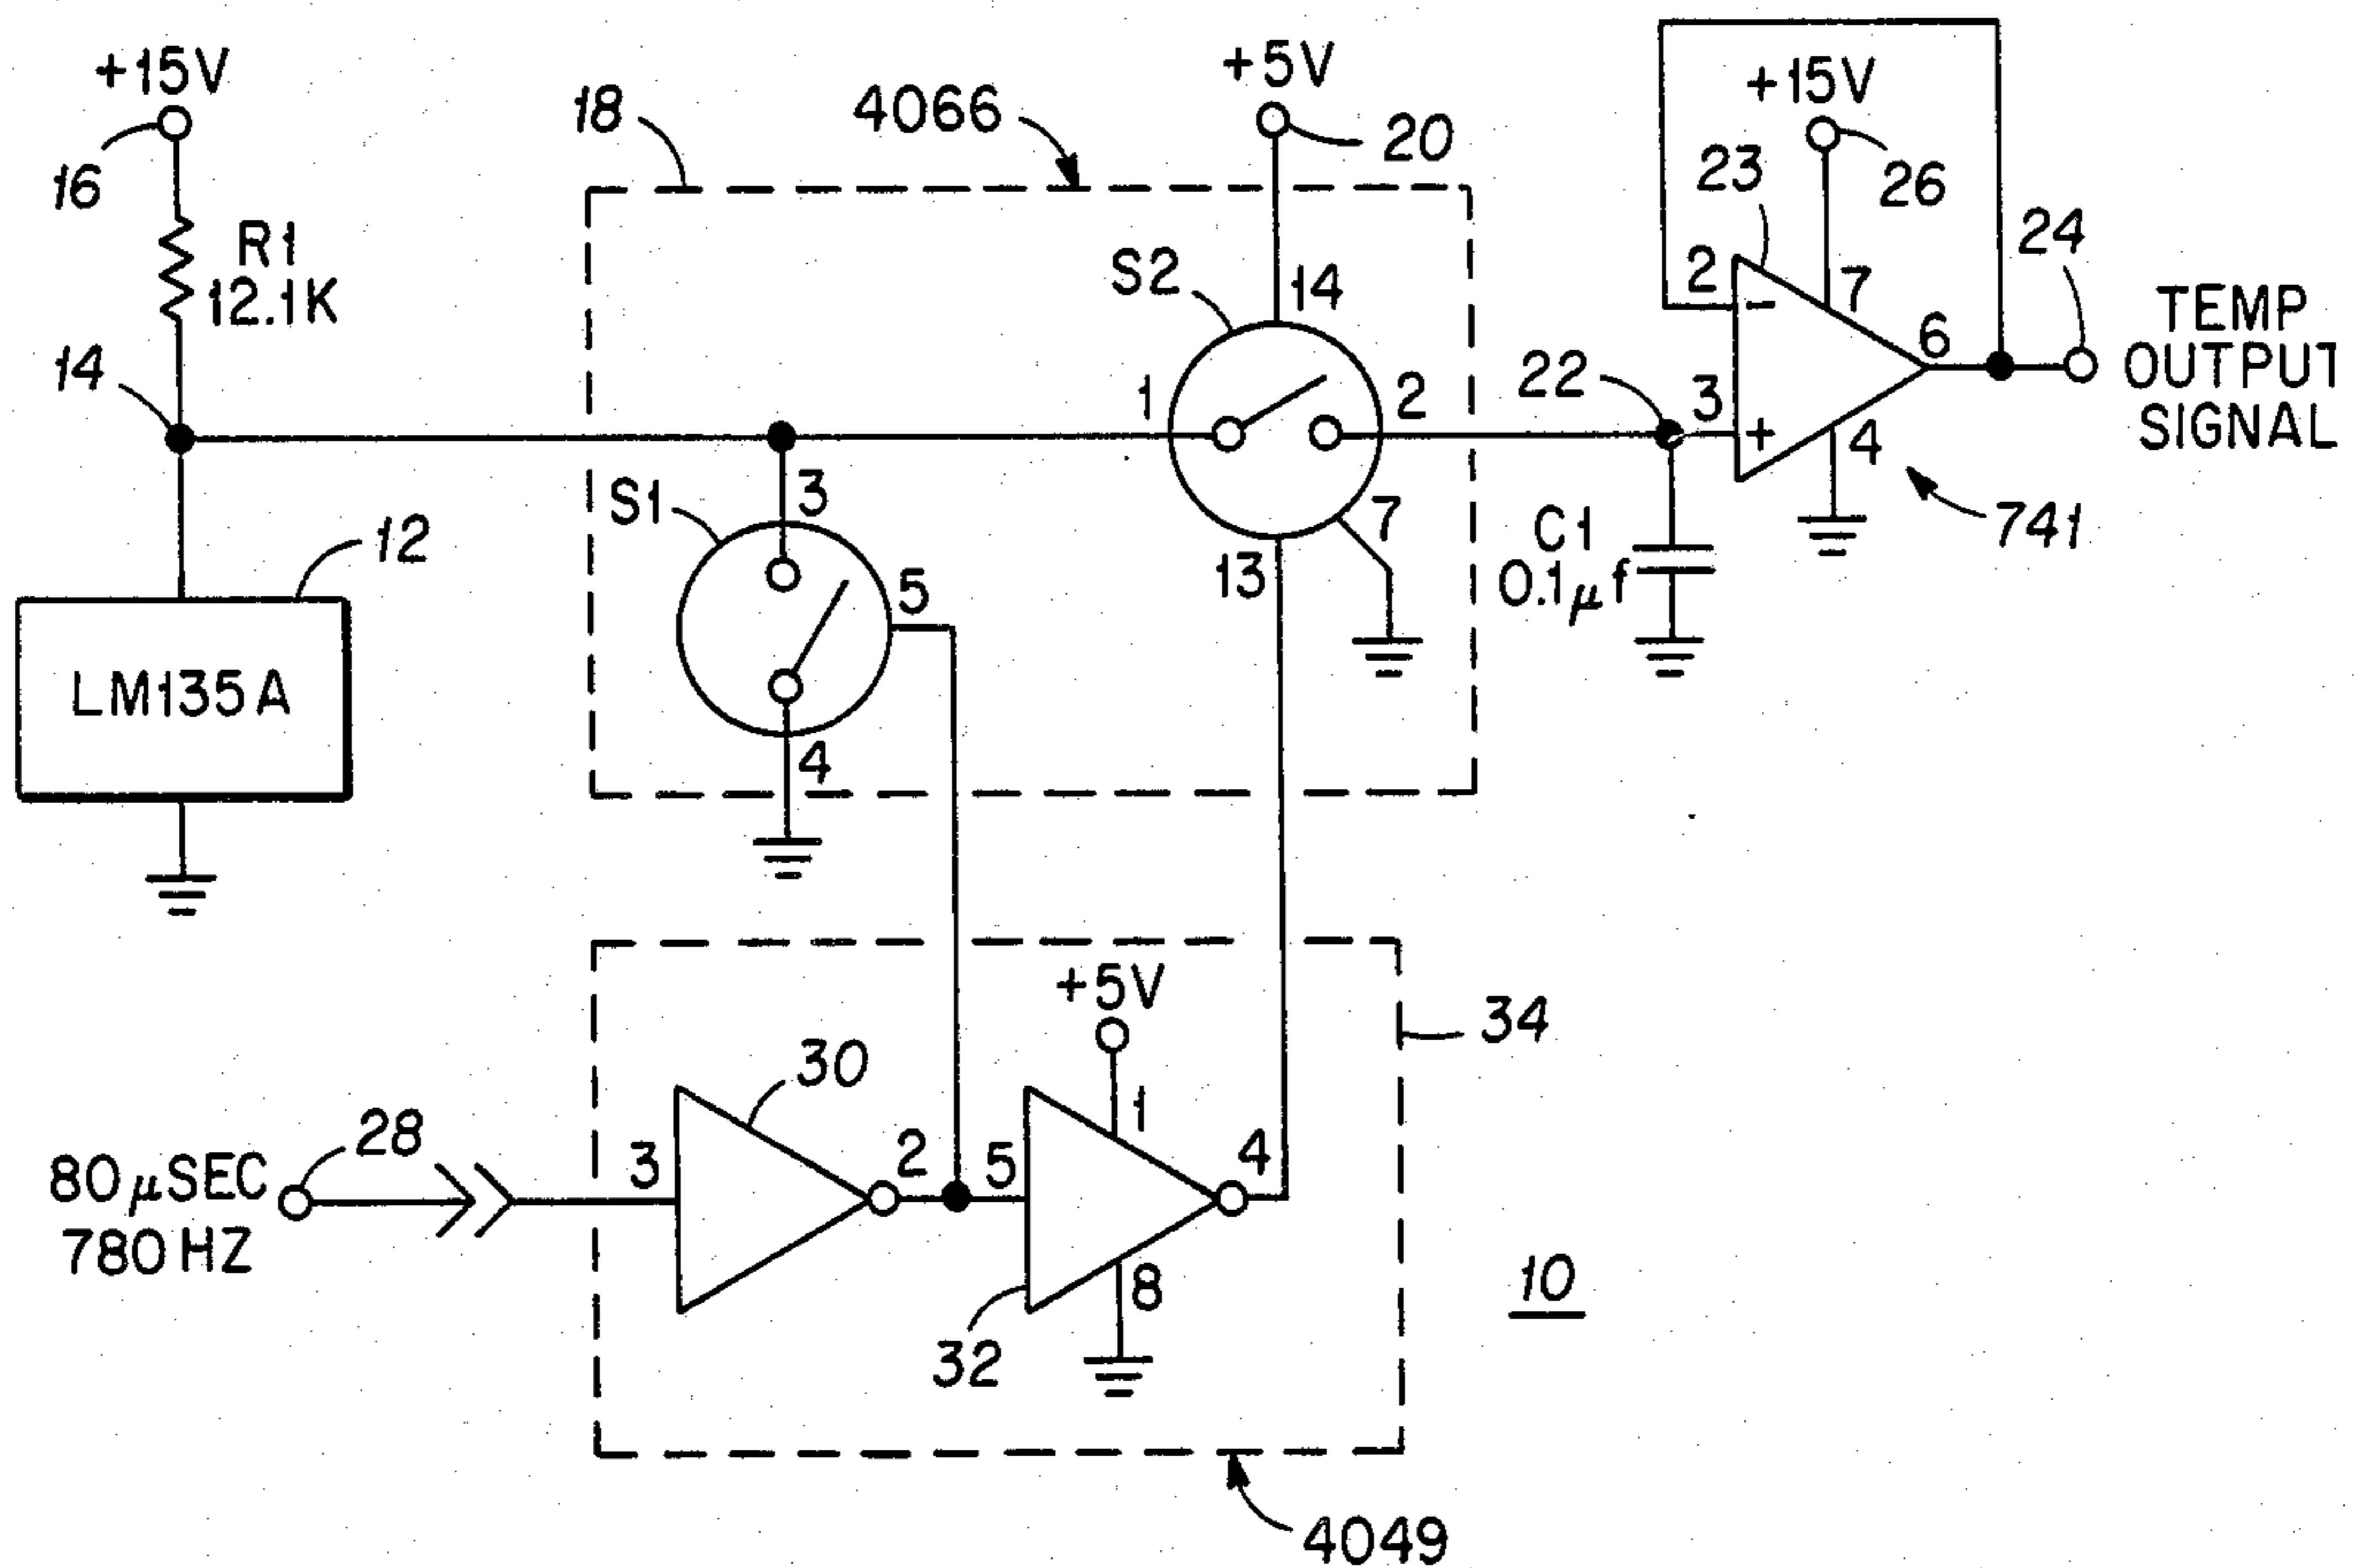 +15V
16
R1
12.1K
14
12
LM135A
18
4066
+5V
20
S2
14
1
2
13
7
S1
3
5
4
22
C1
0.1μf
23
+15V
26
2
-
7
3
+
4
6
24
741
TEMP
OUTPUT
SIGNAL
80μSEC
780HZ
28
30
3
2
5
+5V
1
4
8
32
34
10
4049